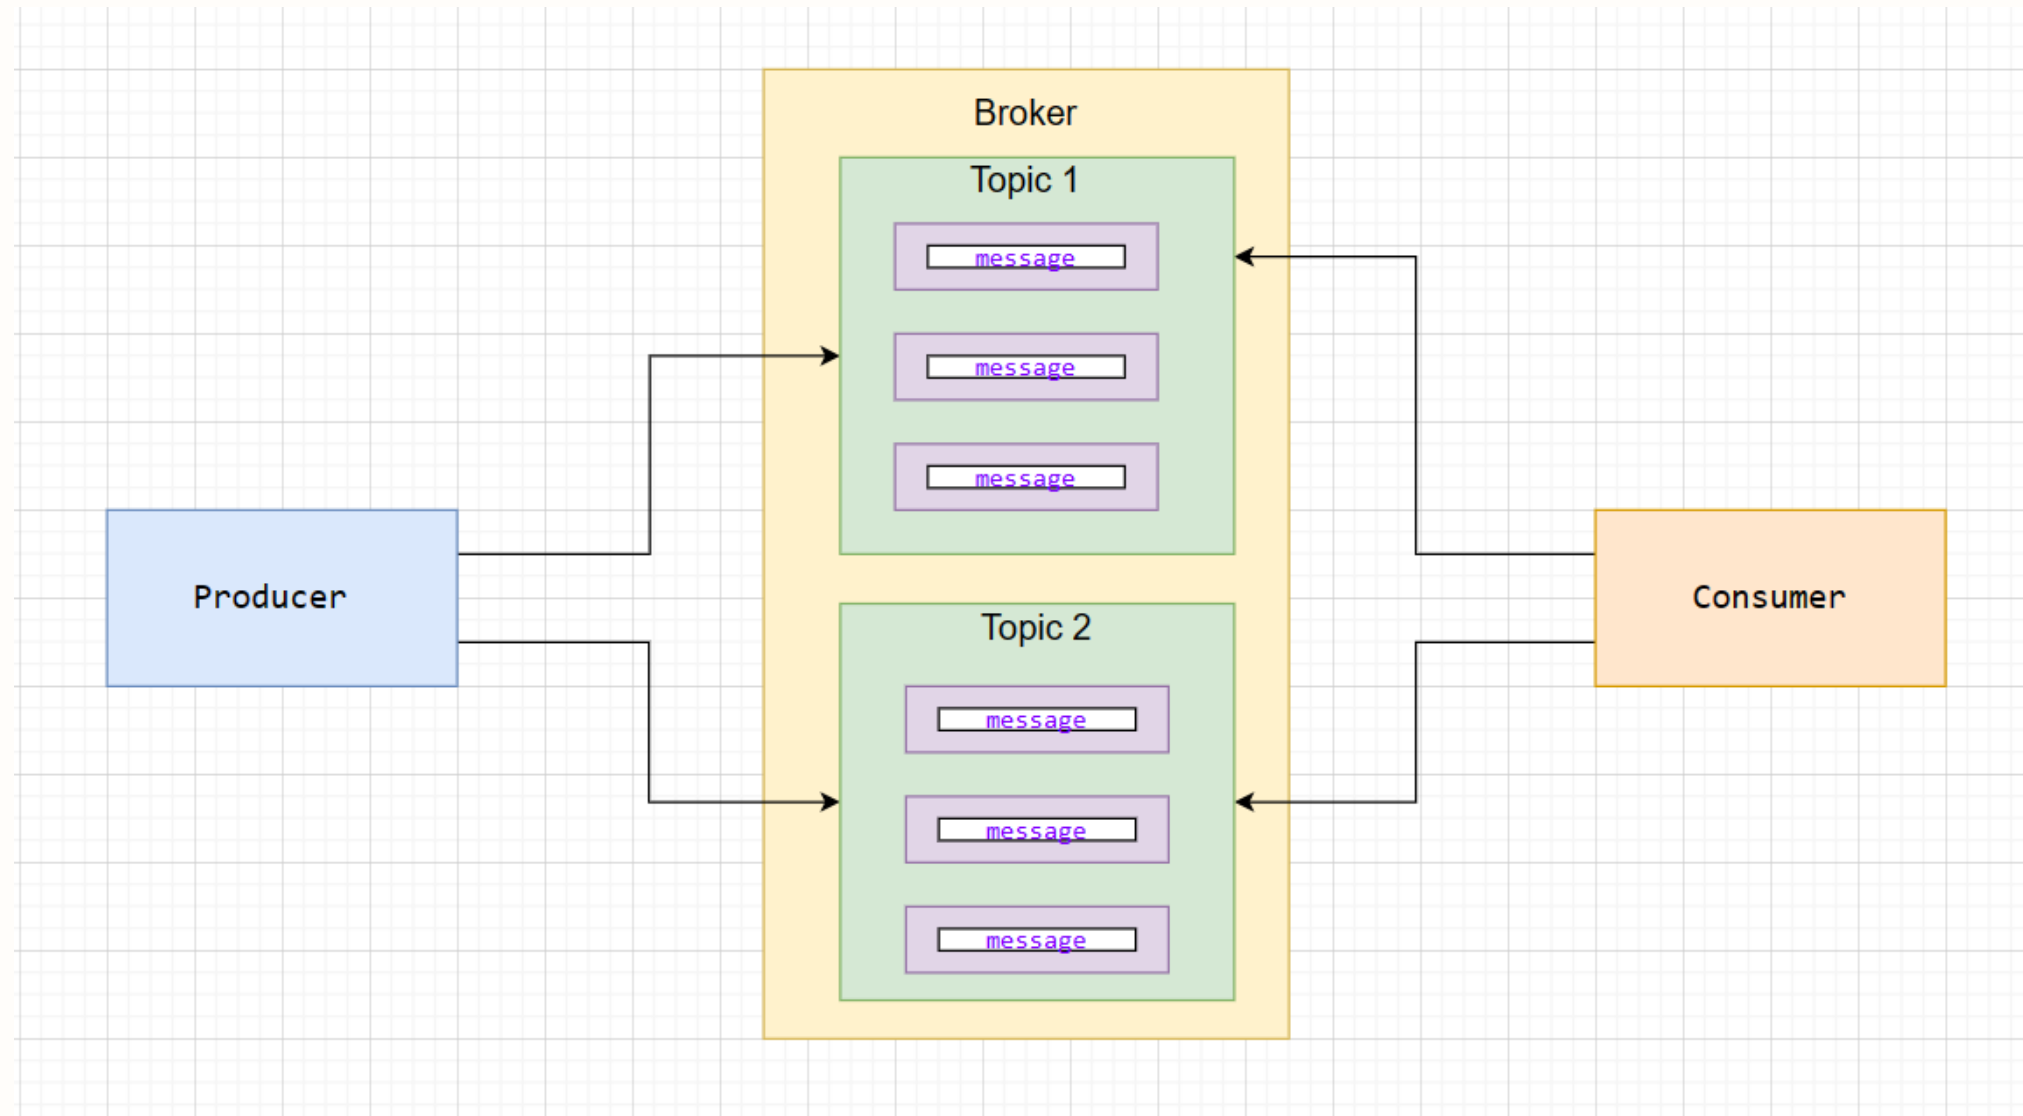 Broker
Topic 1
message
message
message
Producer
Consumer
Topic 2
message
message
message